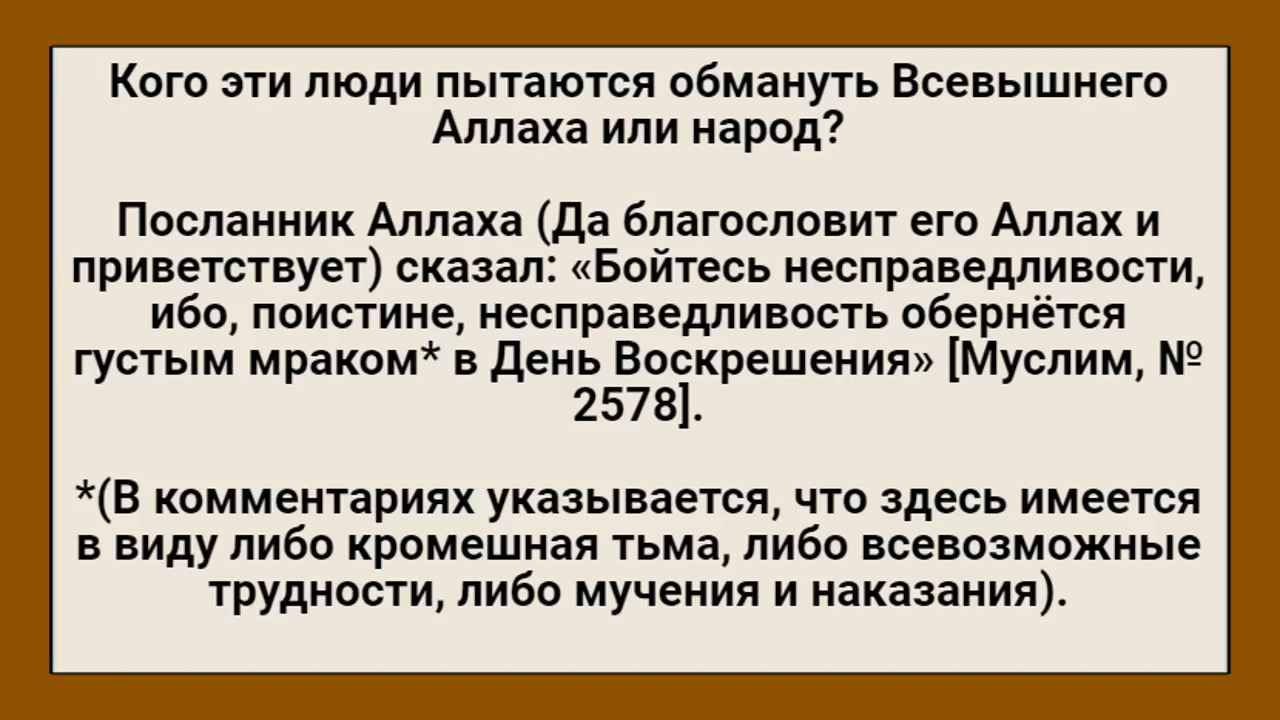 Кого эти люди пытаются обмануть Всевышнего
Аллаха или народ?
Посланник Аллаха (Да благословит его Аллах и
приветствует) сказал: «Бойтесь несправедливости,
ибо, поистине, несправедливость обернётся
густым мраком* в День Воскрешения» [Муслим, №
2578].
*(В комментариях указывается, что здесь имеется
в виду либо кромешная тьма, либо всевозможные
трудности, либо мучения и наказания).